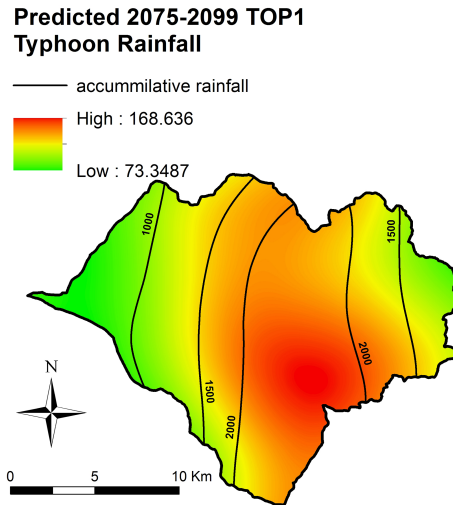 Predicted 2075-2099 TOP1
Typhoon Rainfall
accummilative rainfall
High : 168.636
Low : 73.3487
1000
1500
1500
2000
2000
N
0 5 10 Km